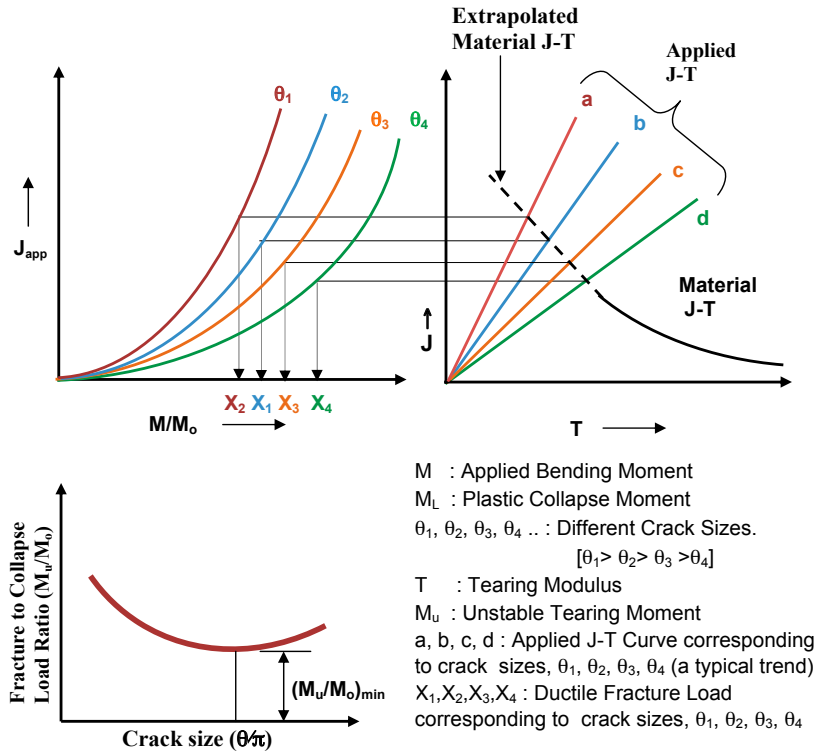 Extrapolated
Material J-T
Applied
J-T
θ1
θ2
θ3
θ4
a
b
c
d
Japp
J
Material
J-T
X2 X1 X3 X4
M/Mo
T
Fracture to Collapse
Load Ratio (Mu/Mo)
(Mu/Mo)min
Crack size (θ/π)
M : Applied Bending Moment
ML : Plastic Collapse Moment
θ1, θ2, θ3, θ4 .. : Different Crack Sizes.
[θ1> θ2> θ3 >θ4]
T : Tearing Modulus
Mu : Unstable Tearing Moment
a, b, c, d : Applied J-T Curve corresponding
to crack sizes, θ1, θ2, θ3, θ4 (a typical trend)
X1,X2,X3,X4 : Ductile Fracture Load
corresponding to crack sizes, θ1, θ2, θ3, θ4